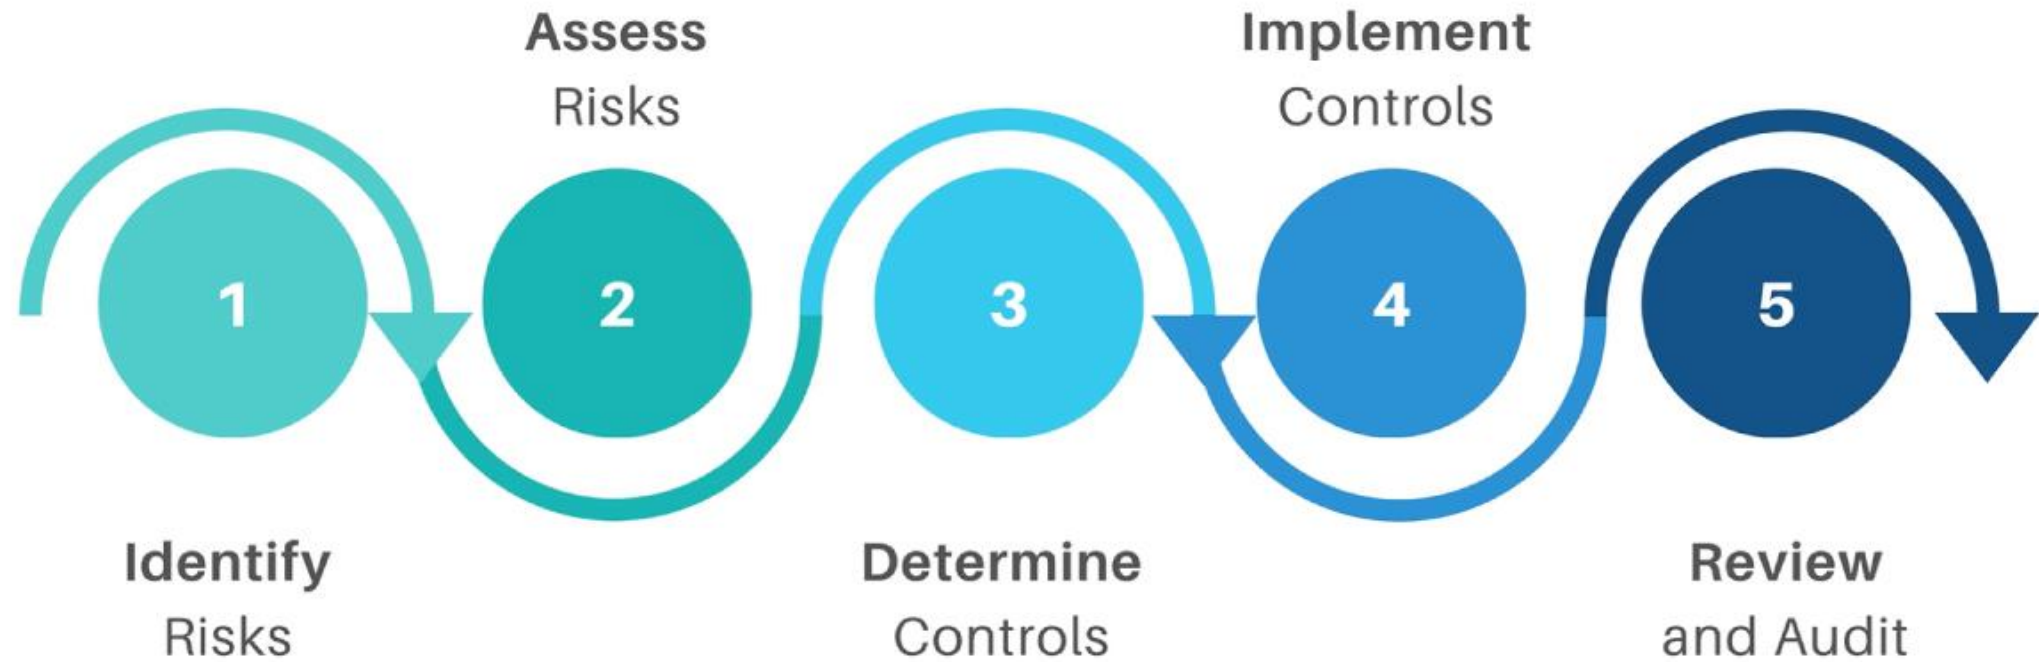 1
Identify
Risks
Assess
Risks
2
3
Determine
Controls
Implement
Controls
4
5
Review
and Audit